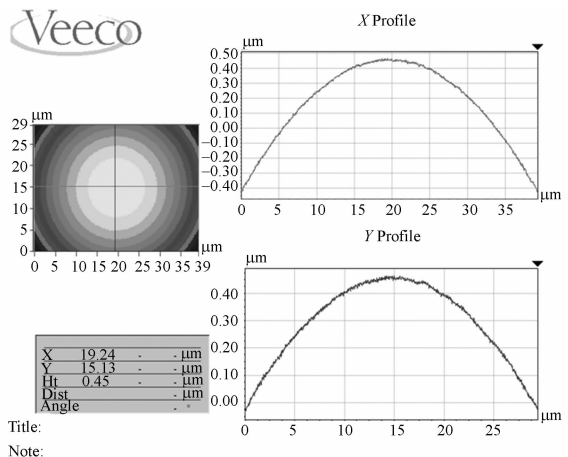 Veeco
X Profile
μm
0.50
0.40
0.30
0.20
0.10
0.00
−0.10
−0.20
−0.30
−0.40
0 5 10 15 20 25 30 35 μm
μm
29
25
20
15
10
5
0
μm
0 5 10 15 20 25 30 35 39
Y Profile
μm
0.40
0.30
0.20
0.10
0.00
0 5 10 15 20 25 μm
X 19.24 - - μm
Y 15.13 - - μm
Ht 0.45 - - μm
Dist - μm
Angle - °
Title:
Note: